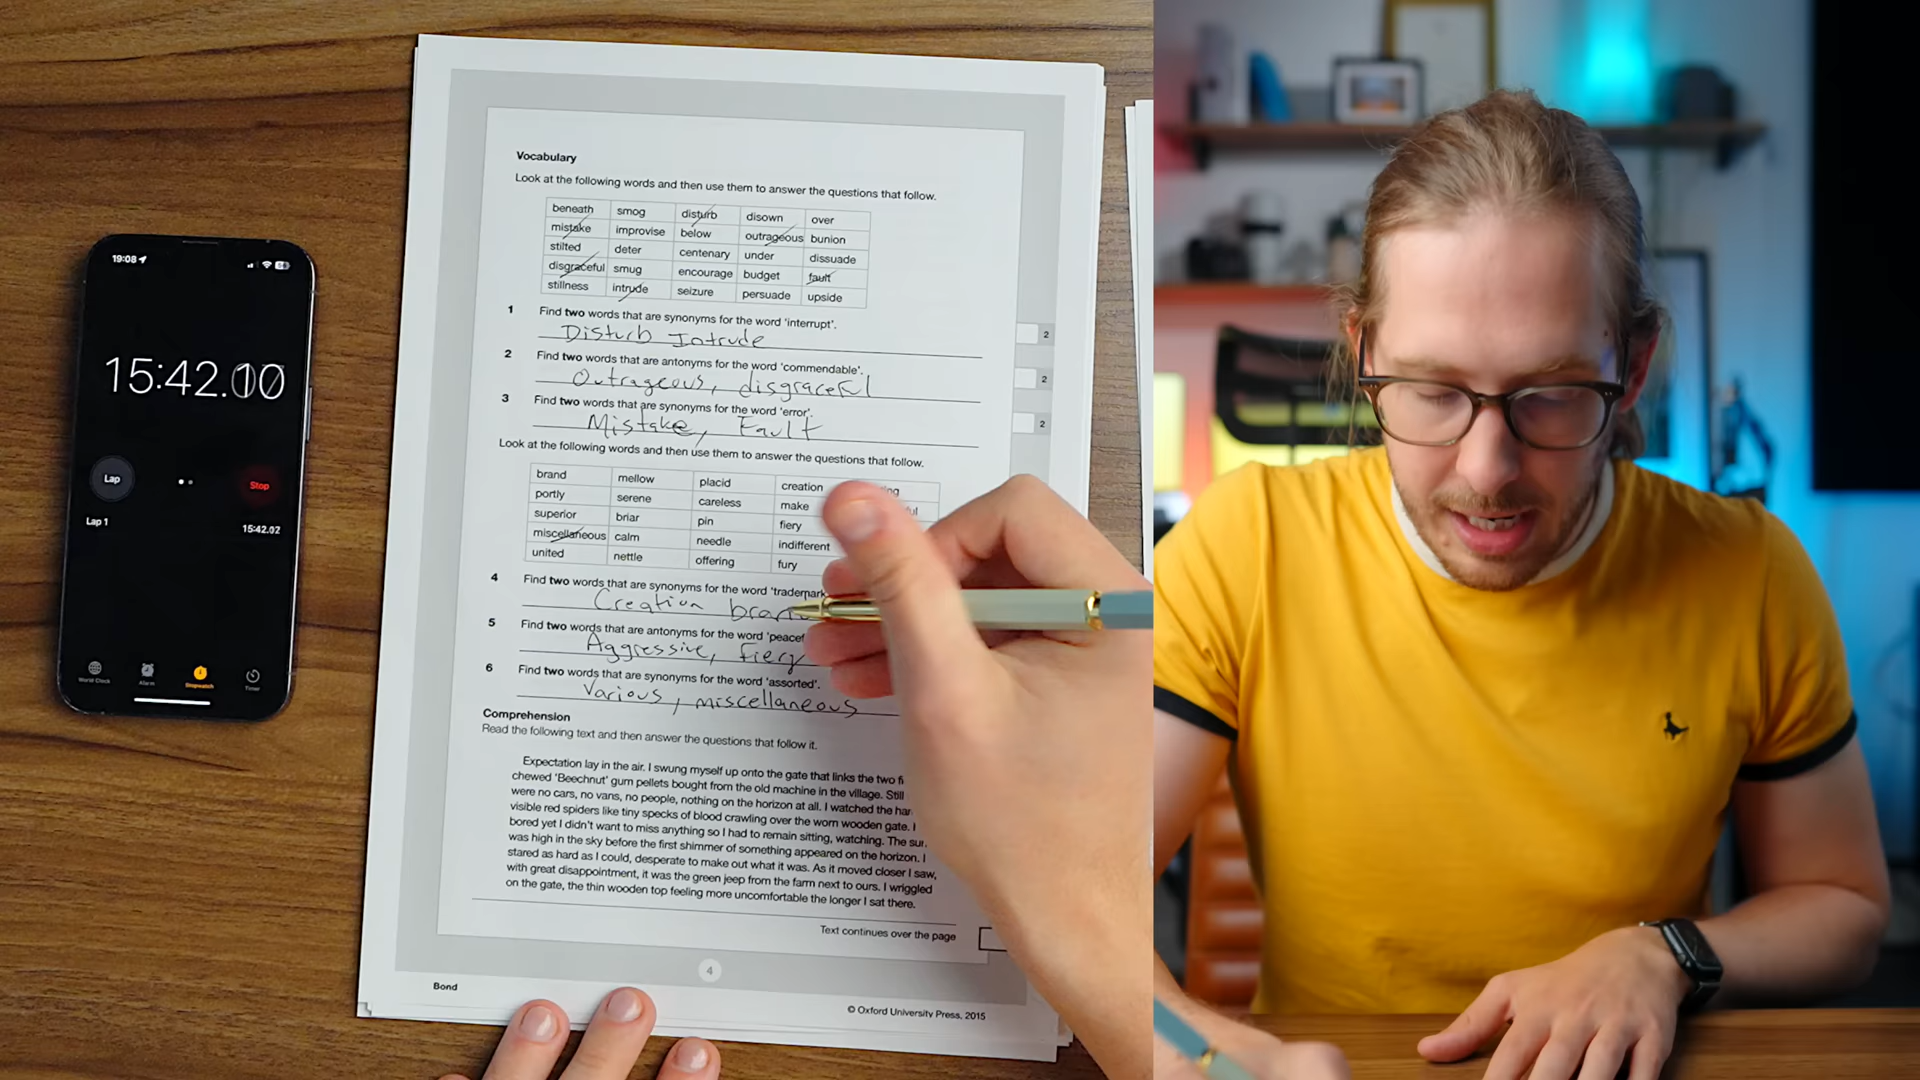 19:08
15:42.00
Lap
Stop
Lap 1
15:42.02
World Clock
Alarm
Stopwatch
Timer
Vocabulary
Look at the following words and then use them to answer the questions that follow.
beneath smog disturb disown over
mistake improvise below outrageous bunion
stilted deter centenary under dissuade
disgraceful smug encourage budget fault
stillness intrude seizure persuade upside
1 Find two words that are synonyms for the word 'interrupt'.
Disturb Intrude
2
2 Find two words that are antonyms for the word 'commendable'.
Outrageous, disgraceful
2
3 Find two words that are synonyms for the word 'error'.
Mistake, Fault
2
Look at the following words and then use them to answer the questions that follow.
brand mellow placid creation
portly serene careless make
superior briar pin fiery
miscellaneous calm needle indifferent
united nettle offering fury
4 Find two words that are synonyms for the word 'trademark
Creation bran
5 Find two words that are antonyms for the word 'peacef
Aggressive, fiery
6 Find two words that are synonyms for the word 'assorted'.
Various, miscellaneous
Comprehension
Read the following text and then answer the questions that follow it.
Expectation lay in the air. I swung myself up onto the gate that links the two
chewed 'Beechnut' gum pellets bought from the old machine in the village. Still
were no cars, no vans, no people, nothing on the horizon at all. I watched the
visible red spiders like tiny specks of blood crawling over the worn wooden gate.
bored yet I didn't want to miss anything so I had to remain sitting, watching. The
was high in the sky before the first shimmer of something appeared on the horizon. I
stared as hard as I could, desperate to make out what it was. As it moved closer I saw,
with great disappointment, it was the green jeep from the farm next to ours. I wriggled
on the gate, the thin wooden top feeling more uncomfortable the longer I sat there.
Text continues over the page
4
Bond
© Oxford University Press, 2015